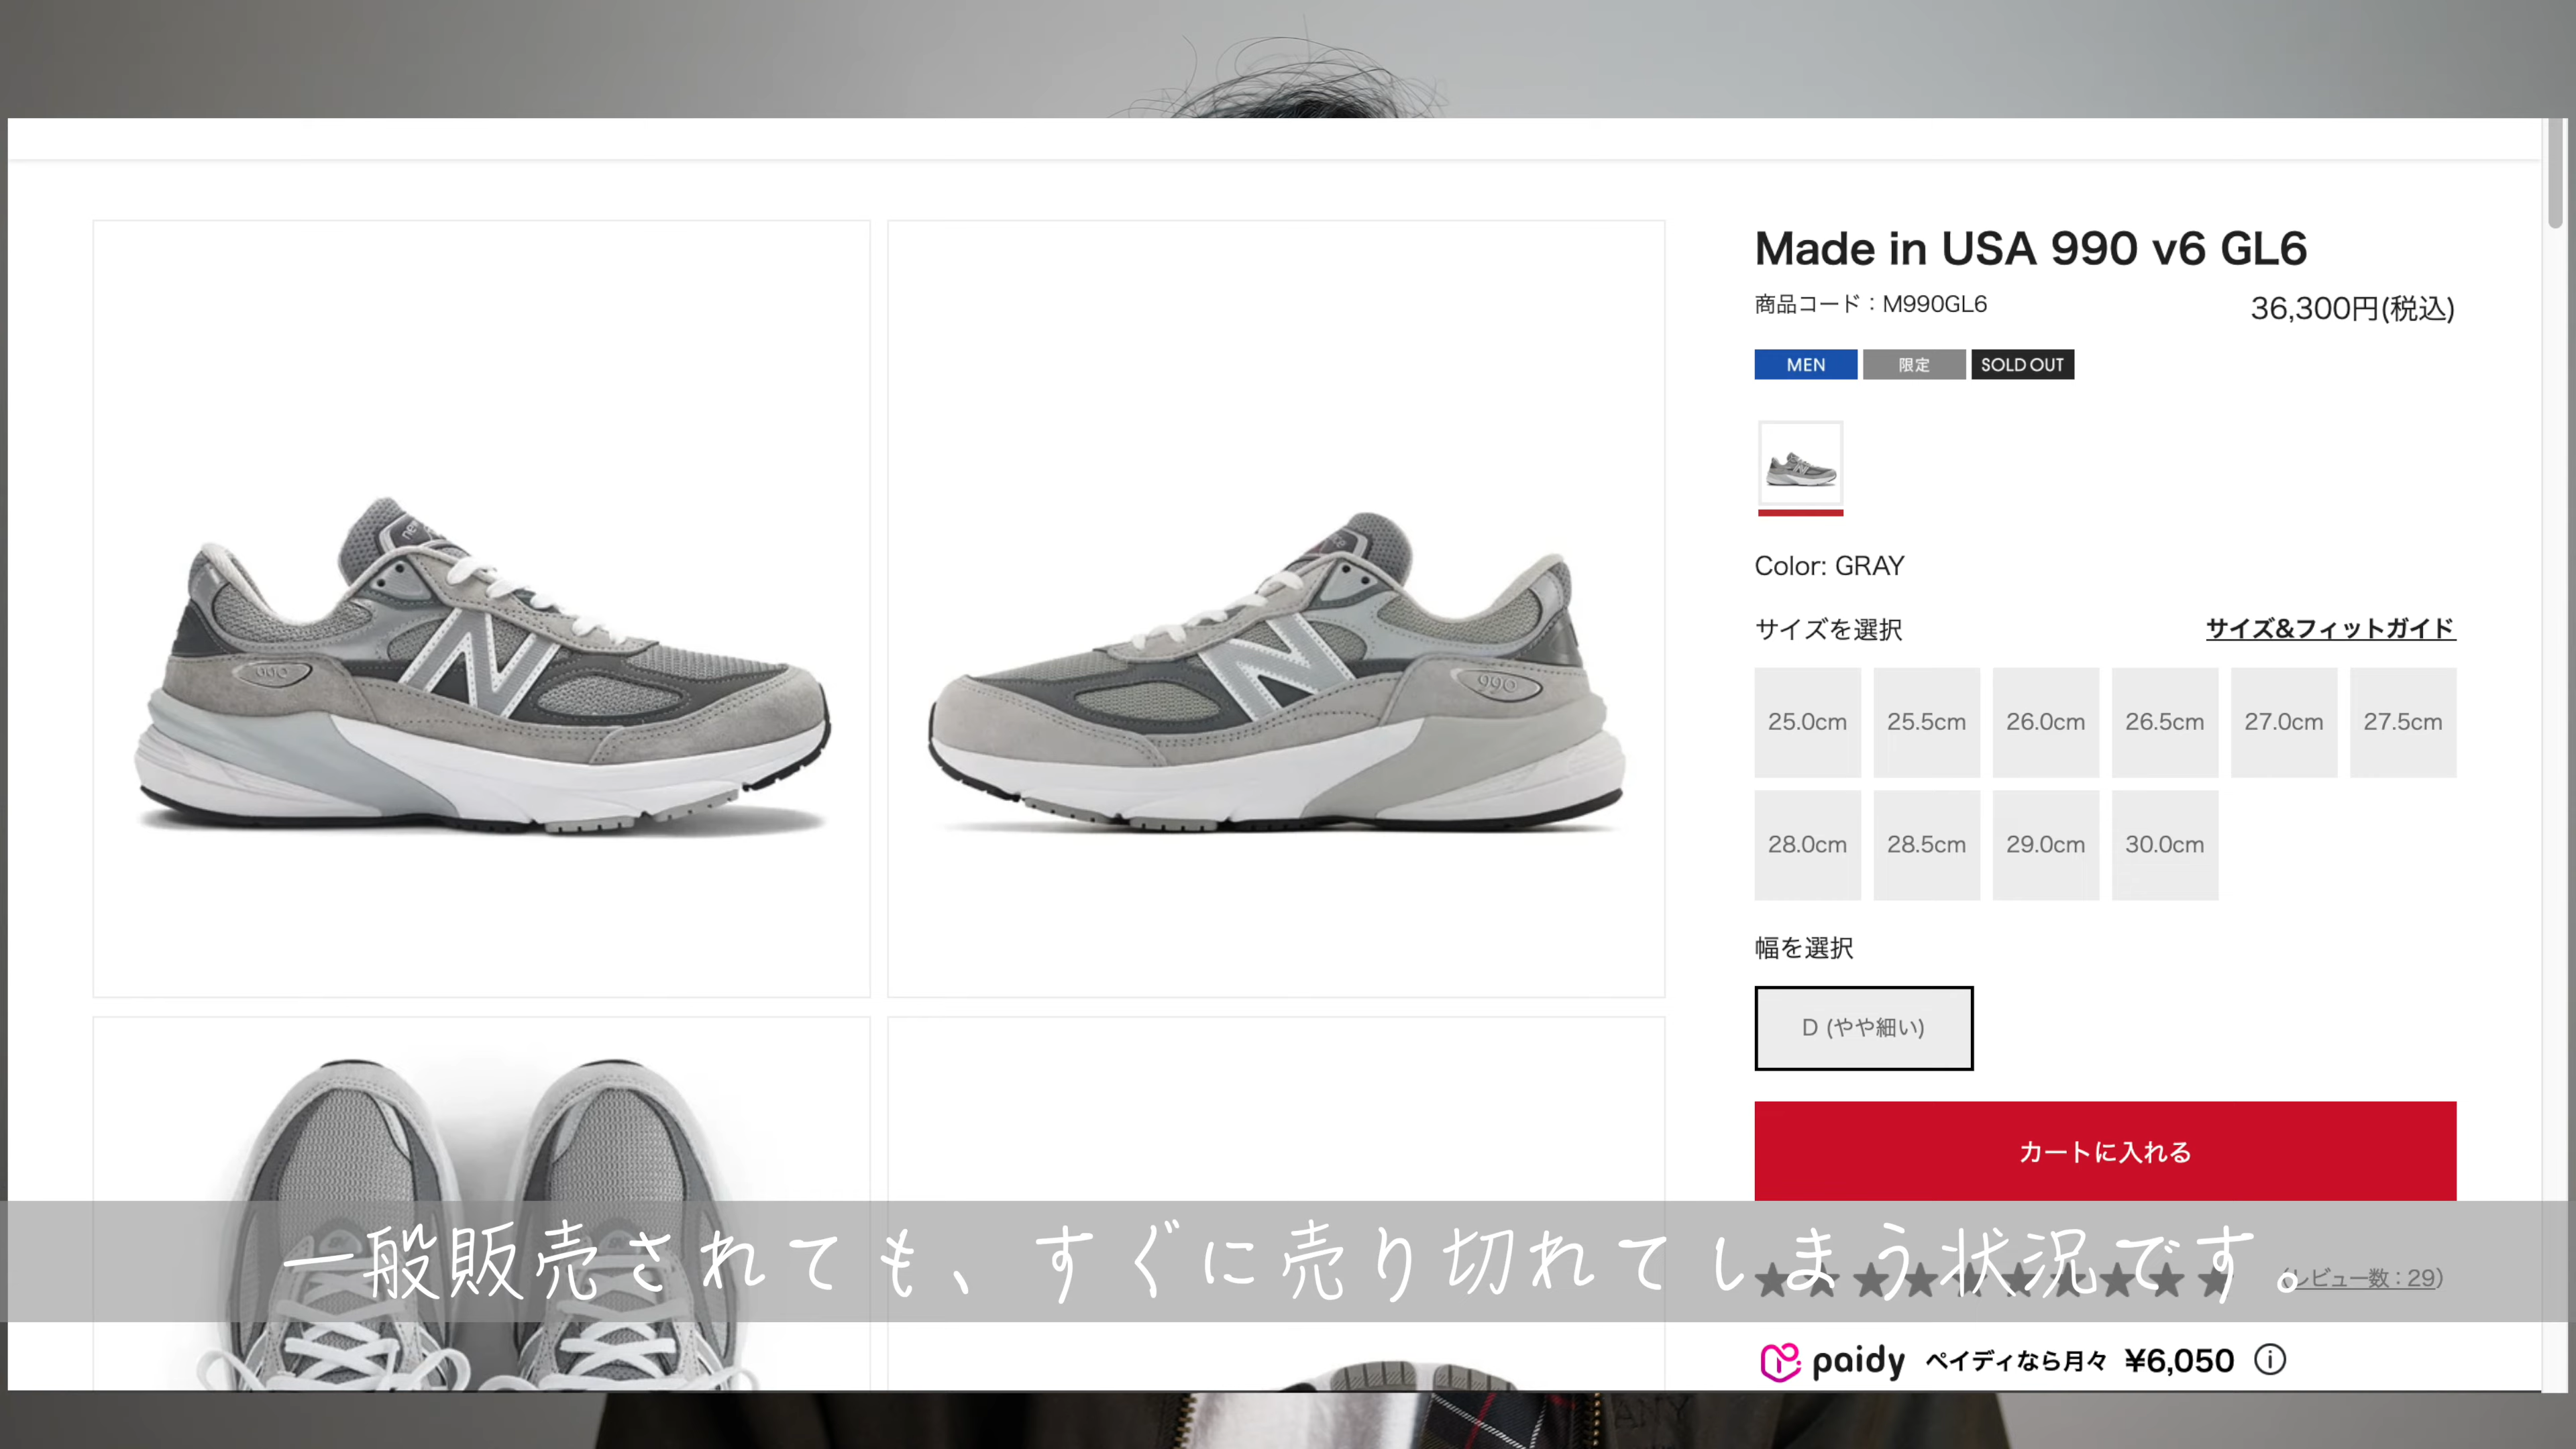 Made in USA 990 v6 GL6
商品コード：M990GL6
36,300円(税込)
MEN
限定
SOLD OUT
Color: GRAY
サイズを選択
サイズ&フィットガイド
25.0cm
25.5cm
26.0cm
26.5cm
27.0cm
27.5cm
28.0cm
28.5cm
29.0cm
30.0cm
幅を選択
D (やや細い)
カートに入れる
990
990
N
N
一般販売されても、すぐに売り切れてしまう状況です。
(レビュー数：29)
paidy ペイディなら月々 ¥6,050